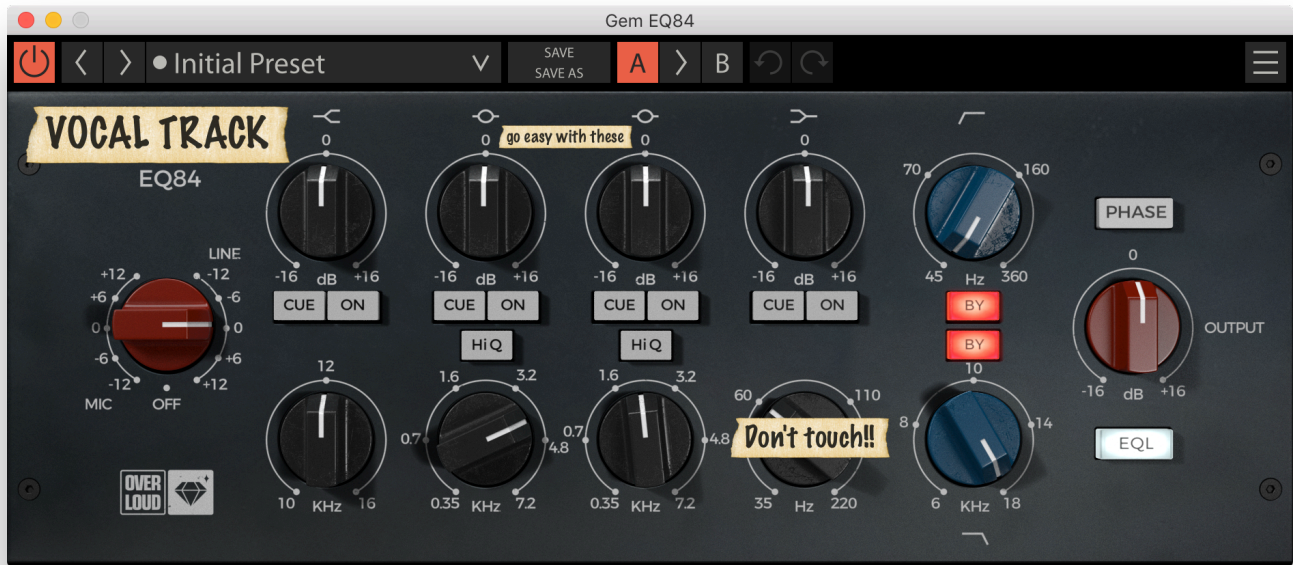 Gem EQ84
Initial Preset
SAVE
SAVE AS
A
B
VOCAL TRACK
EQ84
0
0
go easy with these
0
0
70
160
-16 dB +16
-16 dB +16
-16 dB +16
-16 dB +16
45 Hz 360
CUE ON
CUE ON
CUE ON
CUE ON
BY
HiQ
HiQ
BY
LINE
+12
-12
+6
-6
0
0
-6
+6
-12
+12
MIC
OFF
12
1.6
3.2
0.7
4.8
1.6
3.2
0.7
4.8
60
110
Don't touch!!
10
8
14
10 KHz 16
0.35 KHz 7.2
0.35 KHz 7.2
35 Hz 220
6 KHz 18
PHASE
0
OUTPUT
-16 dB +16
EQL
OVER
LOUD